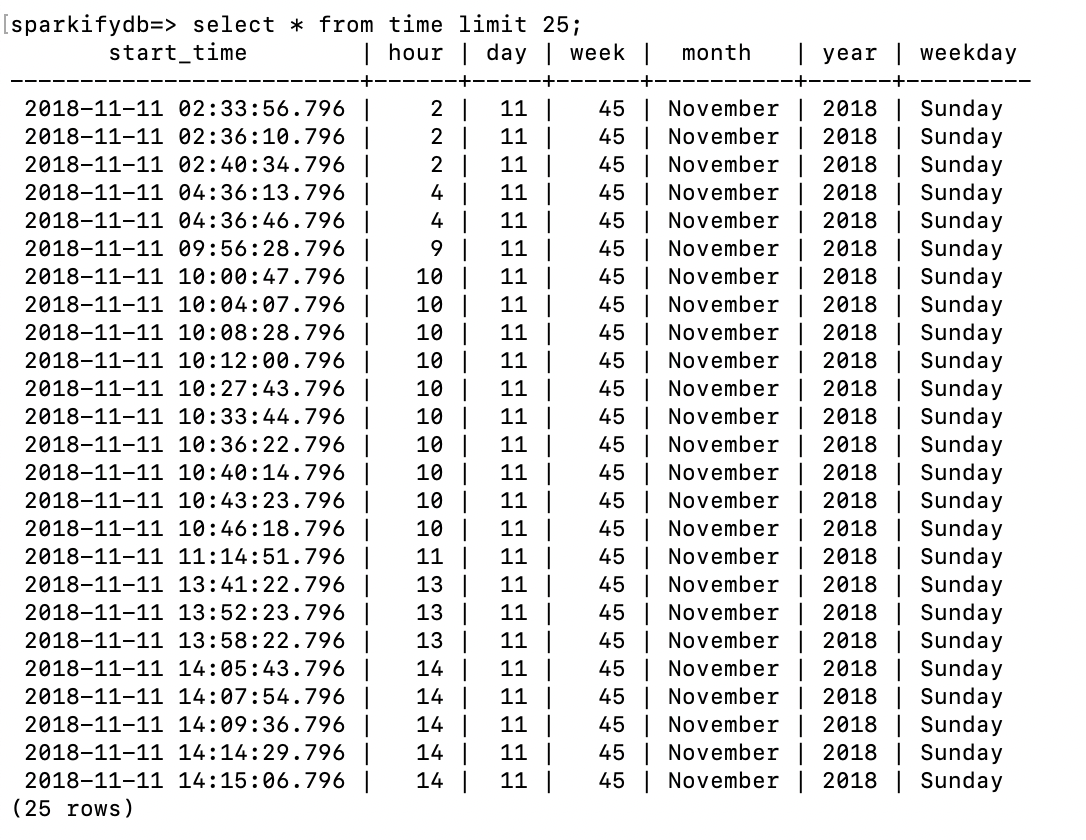 [sparkifydb=> select * from time limit 25;
       start_time        | hour | day | week |  month   | year | weekday
-------------------------+------+-----+------+----------+------+---------
 2018-11-11 02:33:56.796 |    2 |  11 |   45 | November | 2018 | Sunday
 2018-11-11 02:36:10.796 |    2 |  11 |   45 | November | 2018 | Sunday
 2018-11-11 02:40:34.796 |    2 |  11 |   45 | November | 2018 | Sunday
 2018-11-11 04:36:13.796 |    4 |  11 |   45 | November | 2018 | Sunday
 2018-11-11 04:36:46.796 |    4 |  11 |   45 | November | 2018 | Sunday
 2018-11-11 09:56:28.796 |    9 |  11 |   45 | November | 2018 | Sunday
 2018-11-11 10:00:47.796 |   10 |  11 |   45 | November | 2018 | Sunday
 2018-11-11 10:04:07.796 |   10 |  11 |   45 | November | 2018 | Sunday
 2018-11-11 10:08:28.796 |   10 |  11 |   45 | November | 2018 | Sunday
 2018-11-11 10:12:00.796 |   10 |  11 |   45 | November | 2018 | Sunday
 2018-11-11 10:27:43.796 |   10 |  11 |   45 | November | 2018 | Sunday
 2018-11-11 10:33:44.796 |   10 |  11 |   45 | November | 2018 | Sunday
 2018-11-11 10:36:22.796 |   10 |  11 |   45 | November | 2018 | Sunday
 2018-11-11 10:40:14.796 |   10 |  11 |   45 | November | 2018 | Sunday
 2018-11-11 10:43:23.796 |   10 |  11 |   45 | November | 2018 | Sunday
 2018-11-11 10:46:18.796 |   10 |  11 |   45 | November | 2018 | Sunday
 2018-11-11 11:14:51.796 |   11 |  11 |   45 | November | 2018 | Sunday
 2018-11-11 13:41:22.796 |   13 |  11 |   45 | November | 2018 | Sunday
 2018-11-11 13:52:23.796 |   13 |  11 |   45 | November | 2018 | Sunday
 2018-11-11 13:58:22.796 |   13 |  11 |   45 | November | 2018 | Sunday
 2018-11-11 14:05:43.796 |   14 |  11 |   45 | November | 2018 | Sunday
 2018-11-11 14:07:54.796 |   14 |  11 |   45 | November | 2018 | Sunday
 2018-11-11 14:09:36.796 |   14 |  11 |   45 | November | 2018 | Sunday
 2018-11-11 14:14:29.796 |   14 |  11 |   45 | November | 2018 | Sunday
 2018-11-11 14:15:06.796 |   14 |  11 |   45 | November | 2018 | Sunday
(25 rows)